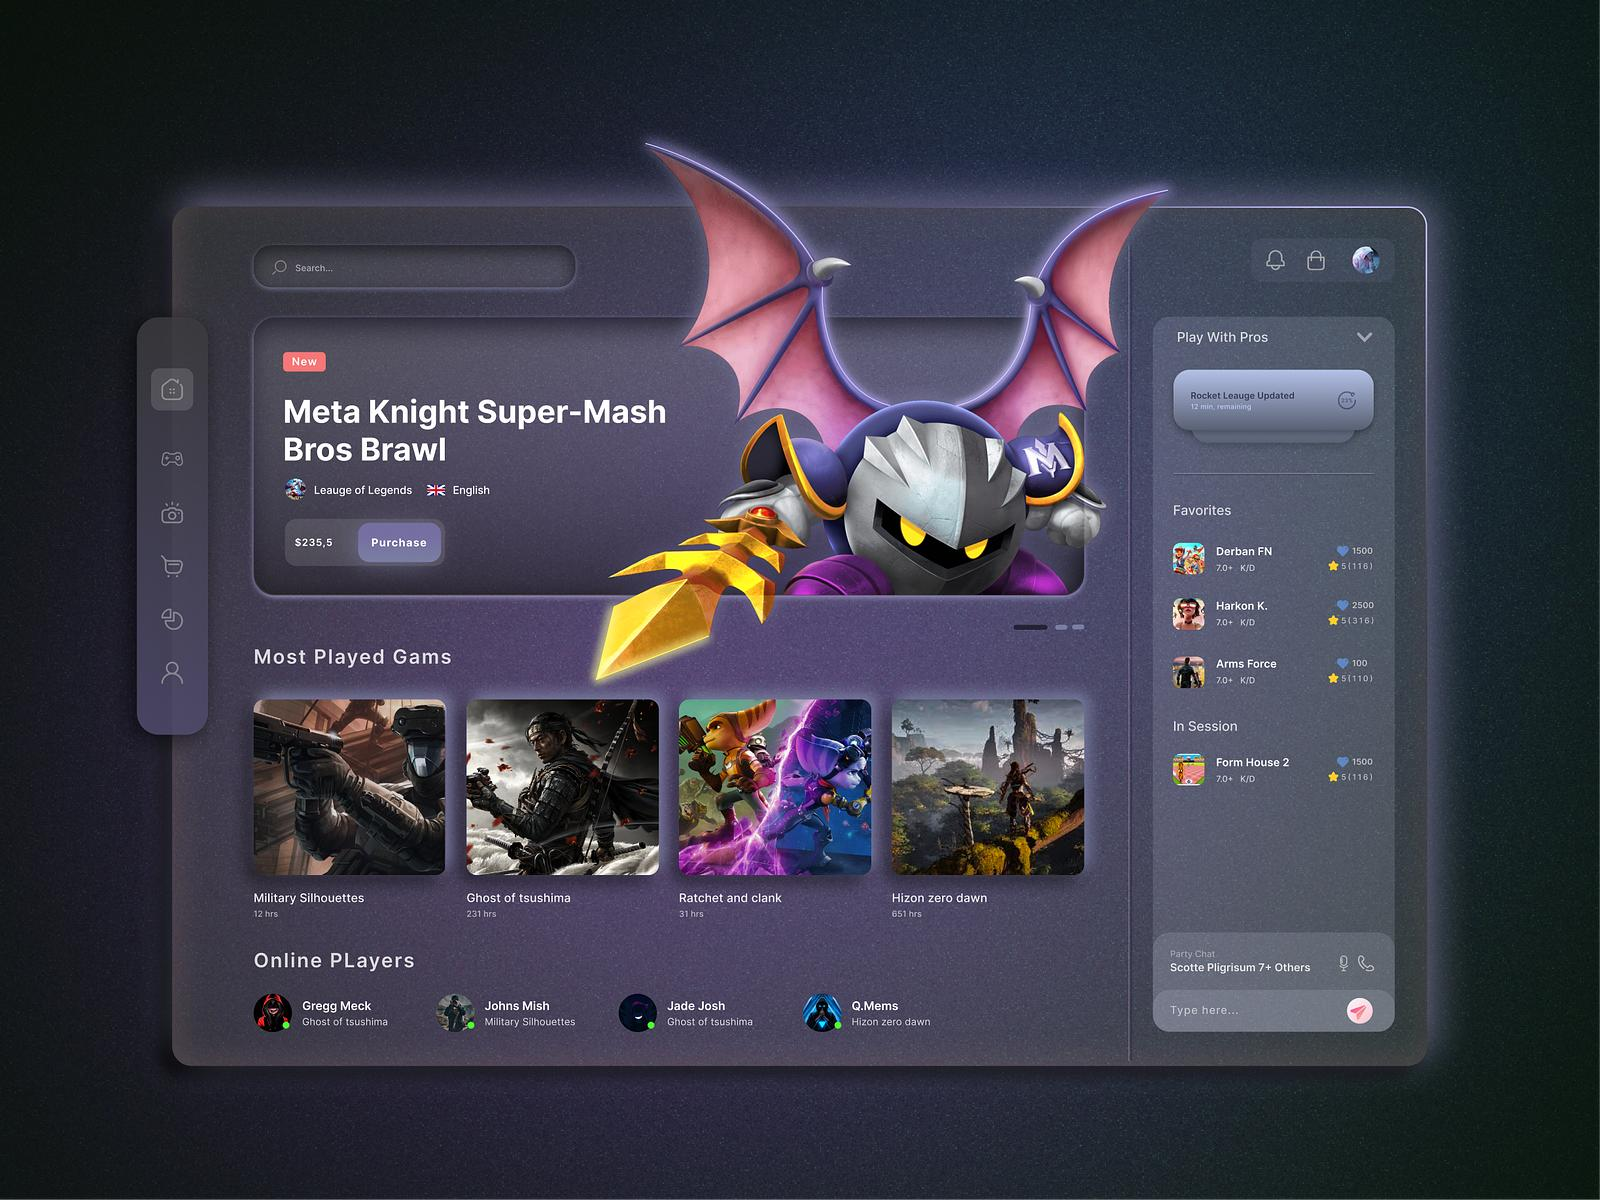 Search...
New
Meta Knight Super-Mash
Bros Brawl
Leauge of Legends English
$235,5 Purchase
Most Played Gams
Military Silhouettes
12 hrs
Ghost of tsushima
231 hrs
Ratchet and clank
31 hrs
Hizon zero dawn
651 hrs
Online PLayers
Gregg Meck
Ghost of tsushima
Johns Mish
Military Silhouettes
Jade Josh
Ghost of tsushima
Q.Mems
Hizon zero dawn
Play With Pros
Rocket Leauge Updated
12 min, remaining
23%
Favorites
Derban FN 1500
7.0+ K/D 5(116)
Harkon K. 2500
7.0+ K/D 5(316)
Arms Force 100
7.0+ K/D 5(110)
In Session
Form House 2 1500
7.0+ K/D 5(116)
Party Chat
Scotte Pligrisum 7+ Others
Type here...